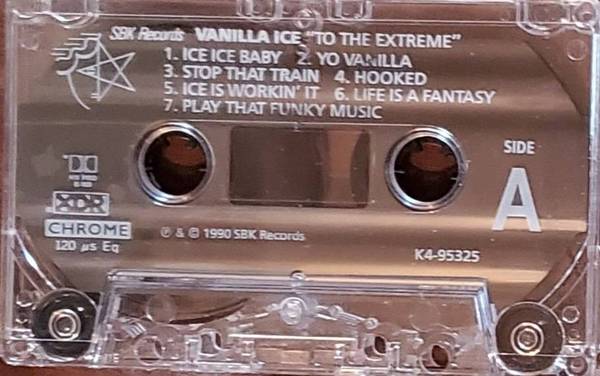 SBK Records VANILLA ICE "TO THE EXTREME"
1. ICE ICE BABY 2. YO VANILLA
3. STOP THAT TRAIN 4. HOOKED
5. ICE IS WORKIN' IT 6. LIFE IS A FANTASY
7. PLAY THAT FUNKY MUSIC
SIDE
A
XDR
CHROME
120 µs Eq
℗ & © 1990 SBK Records
K4-95325